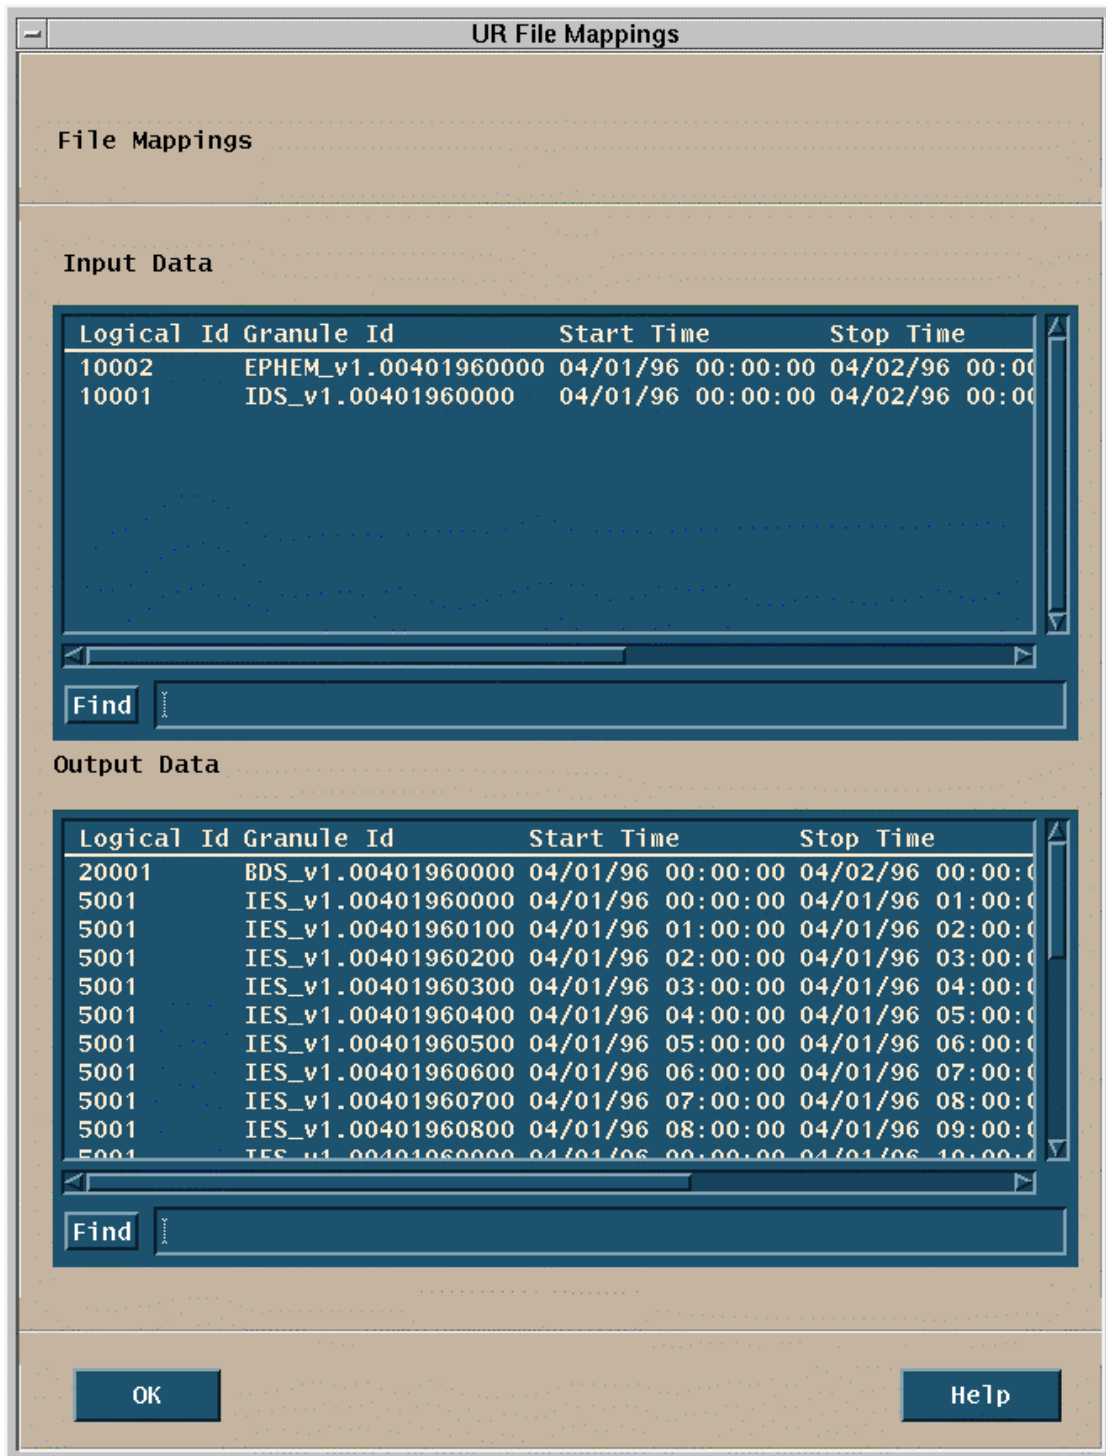 UR File Mappings
File Mappings
Input Data
Logical Id Granule Id Start Time Stop Time
10002 EPHEM_v1.00401960000 04/01/96 00:00:00 04/02/96 00:00
10001 IDS_v1.00401960000 04/01/96 00:00:00 04/02/96 00:00
Find
Output Data
Logical Id Granule Id Start Time Stop Time
20001 BDS_v1.00401960000 04/01/96 00:00:00 04/02/96 00:00:0
5001 IES_v1.00401960000 04/01/96 00:00:00 04/01/96 01:00:0
5001 IES_v1.00401960100 04/01/96 01:00:00 04/01/96 02:00:0
5001 IES_v1.00401960200 04/01/96 02:00:00 04/01/96 03:00:0
5001 IES_v1.00401960300 04/01/96 03:00:00 04/01/96 04:00:0
5001 IES_v1.00401960400 04/01/96 04:00:00 04/01/96 05:00:0
5001 IES_v1.00401960500 04/01/96 05:00:00 04/01/96 06:00:0
5001 IES_v1.00401960600 04/01/96 06:00:00 04/01/96 07:00:0
5001 IES_v1.00401960700 04/01/96 07:00:00 04/01/96 08:00:0
5001 IES_v1.00401960800 04/01/96 08:00:00 04/01/96 09:00:0
Find
OK Help